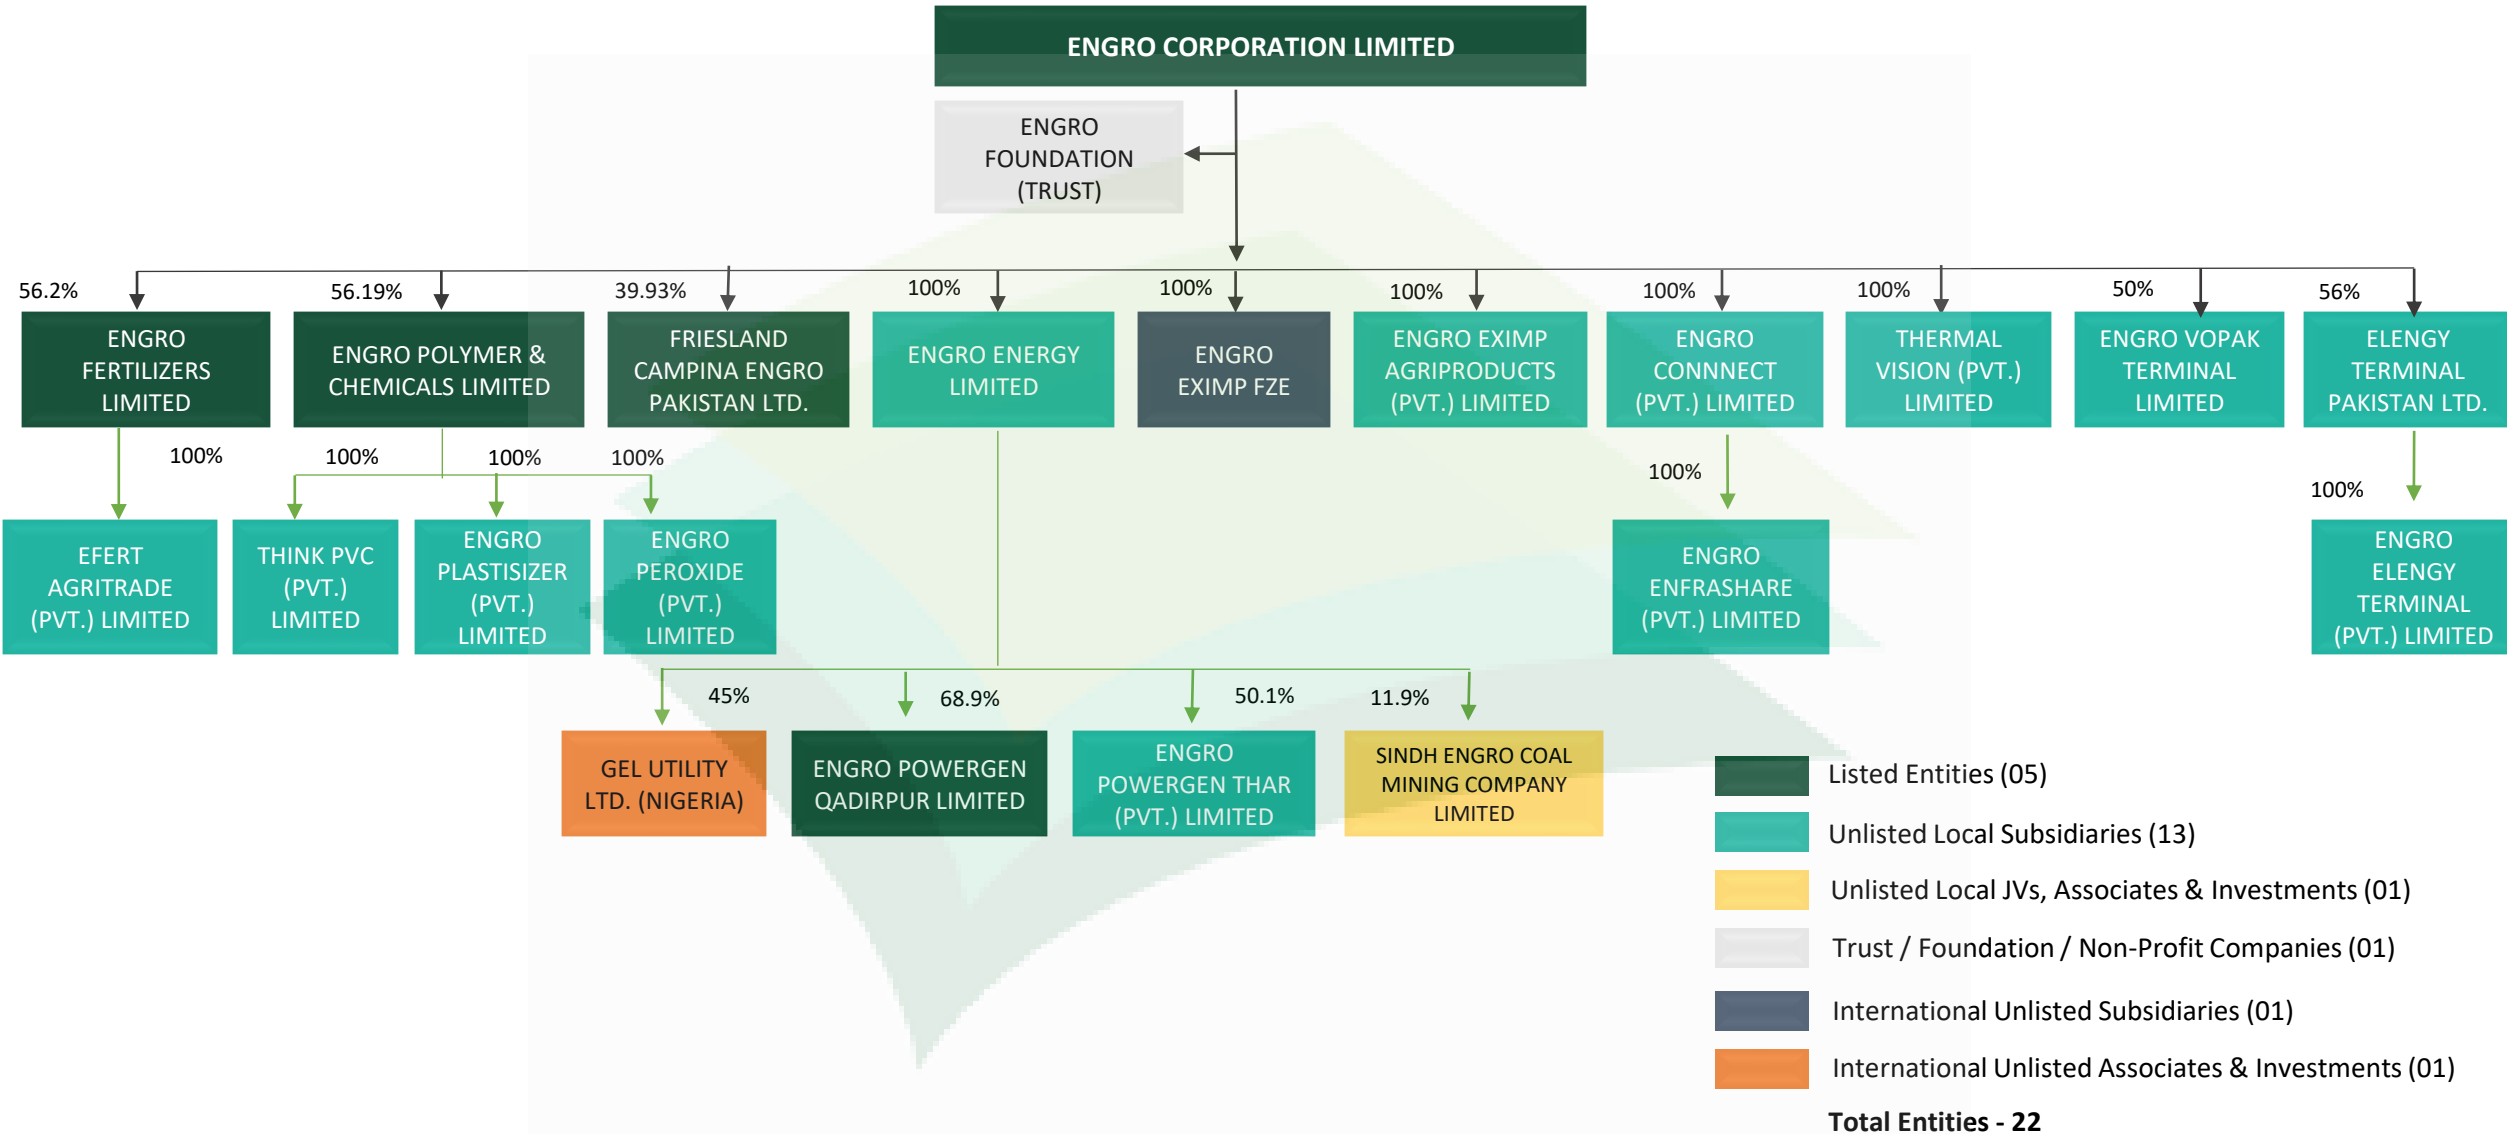 ENGRO CORPORATION LIMITED
ENGRO
FOUNDATION
(TRUST)
56.2%
56.19%
39.93%
100%
100%
100%
100%
100%
50%
56%
ENGRO
FERTILIZERS
LIMITED
ENGRO POLYMER &
CHEMICALS LIMITED
FRIESLAND
CAMPINA ENGRO
PAKISTAN LTD.
ENGRO ENERGY
LIMITED
ENGRO
EXIMP FZE
ENGRO EXIMP
AGRIPRODUCTS
(PVT.) LIMITED
ENGRO
CONNNECT
(PVT.) LIMITED
THERMAL
VISION (PVT.)
LIMITED
ENGRO VOPAK
TERMINAL
LIMITED
ELENGY
TERMINAL
PAKISTAN LTD.
100%
100%
100%
100%
100%
100%
EFERT
AGRITRADE
(PVT.) LIMITED
THINK PVC
(PVT.)
LIMITED
ENGRO
PLASTISIZER
(PVT.)
LIMITED
ENGRO
PEROXIDE
(PVT.)
LIMITED
ENGRO
ENFRASHARE
(PVT.) LIMITED
ENGRO
ELENGY
TERMINAL
(PVT.) LIMITED
45%
68.9%
50.1%
11.9%
GEL UTILITY
LTD. (NIGERIA)
ENGRO POWERGEN
QADIRPUR LIMITED
ENGRO
POWERGEN THAR
(PVT.) LIMITED
SINDH ENGRO COAL
MINING COMPANY
LIMITED
Listed Entities (05)
Unlisted Local Subsidiaries (13)
Unlisted Local JVs, Associates & Investments (01)
Trust / Foundation / Non-Profit Companies (01)
International Unlisted Subsidiaries (01)
International Unlisted Associates & Investments (01)
Total Entities - 22